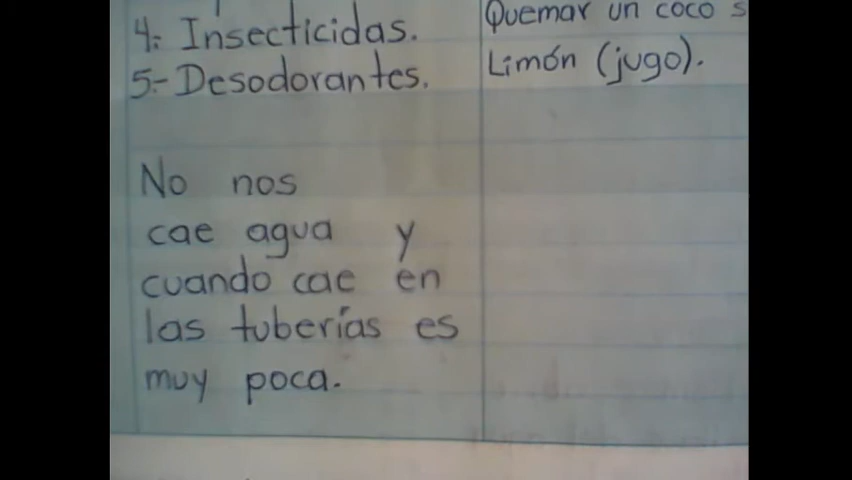 4.- Insecticidas.
5.- Desodorantes.
No nos
cae agua y
cuando cae en
las tuberías es
muy poca.
Quemar un coco s
Limón (jugo).